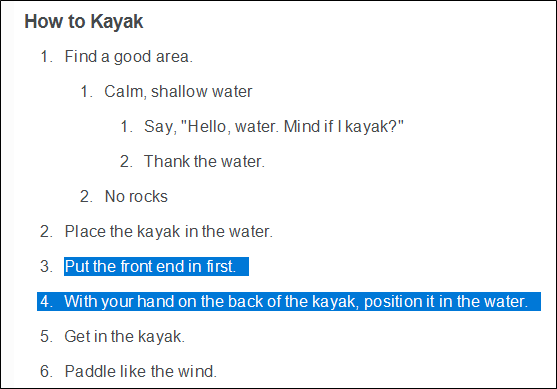 How to Kayak
1. Find a good area.
1. Calm, shallow water
1. Say, "Hello, water. Mind if I kayak?"
2. Thank the water.
2. No rocks
2. Place the kayak in the water.
3. Put the front end in first.
4. With your hand on the back of the kayak, position it in the water.
5. Get in the kayak.
6. Paddle like the wind.